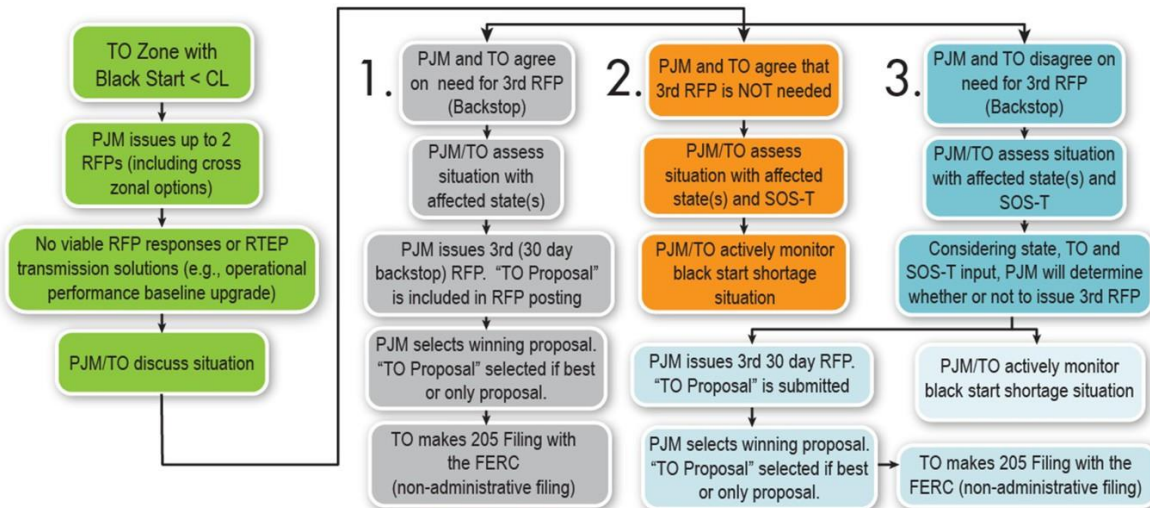 TO Zone with
Black Start < CL
PJM issues up to 2
RFPs (including cross
zonal options)
No viable RFP responses or RTEP
transmission solutions (e.g., operational
performance baseline upgrade)
PJM/TO discuss situation
1.
PJM and TO agree
on need for 3rd RFP
(Backstop)
PJM/TO assess
situation with
affected state(s)
PJM issues 3rd (30 day
backstop) RFP. “TO Proposal”
is included in RFP posting
PJM selects winning proposal.
“TO Proposal” selected if best
or only proposal.
TO makes 205 Filing with
the FERC
(non-administrative filing)
2.
PJM and TO agree that
3rd RFP is NOT needed
PJM/TO assess
situation with affected
state(s) and SOS-T
PJM/TO actively monitor
black start shortage
situation
3.
PJM and TO disagree on
need for 3rd RFP
(Backstop)
PJM/TO assess situation
with affected state(s) and
SOS-T
Considering state, TO and
SOS-T input, PJM will determine
whether or not to issue 3rd RFP
PJM issues 3rd 30 day RFP.
“TO Proposal” is submitted
PJM selects winning proposal.
“TO Proposal” selected if best
or only proposal.
TO makes 205 Filing with the
FERC (non-administrative filing)
PJM/TO actively monitor
black start shortage situation